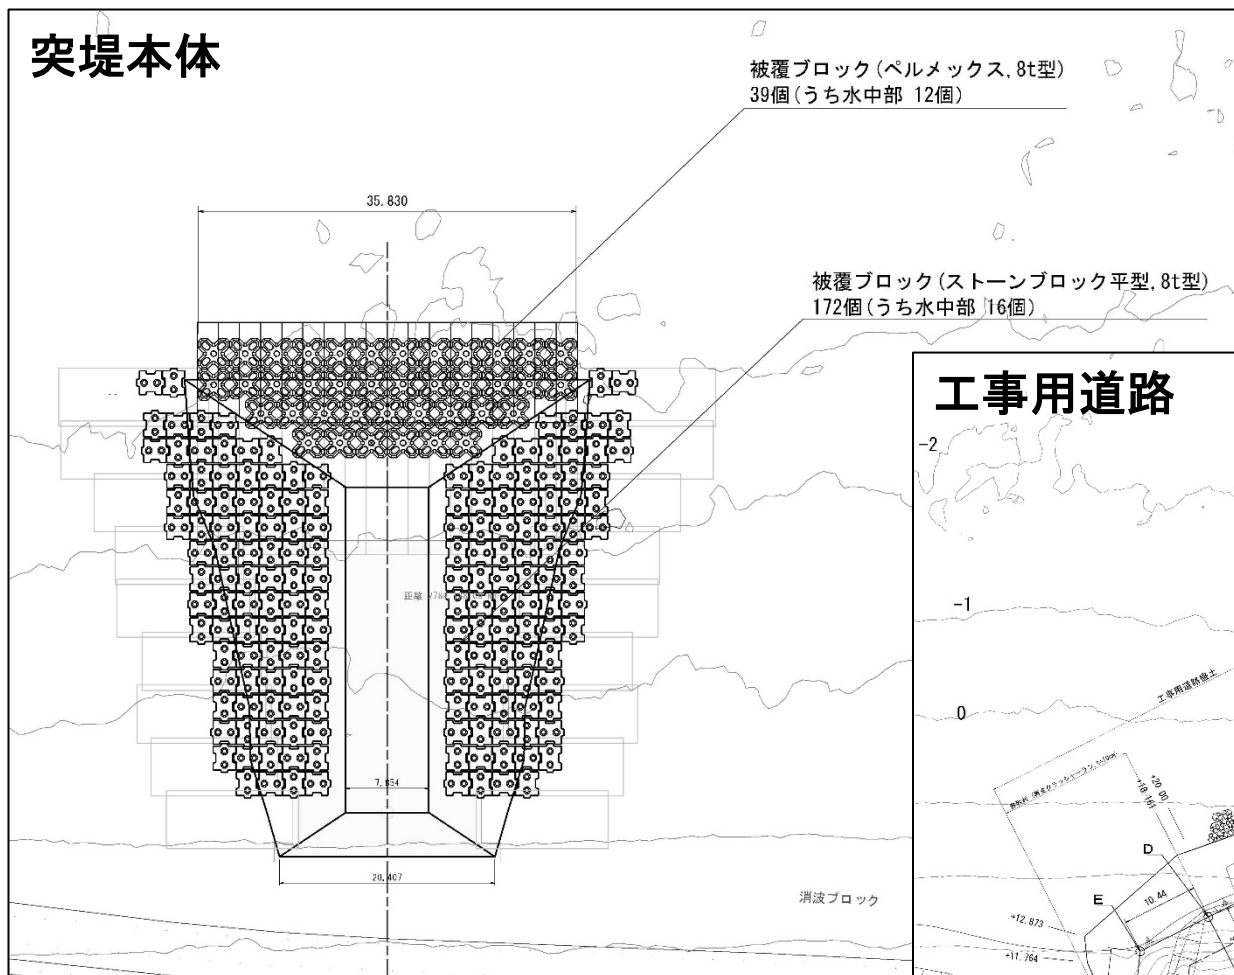 突堤本体
被覆ブロック(ペルメックス,8t型)
39個(うち水中部 12個)
35.830
被覆ブロック(ストーンブロック平型,8t型)
172個(うち水中部 16個)
工事用道路
-2
-1
工事用道路盛土
0
+20.00
+18.161
D
10.44
E
+12.873
+11.764
7.854
20.407
消波ブロック